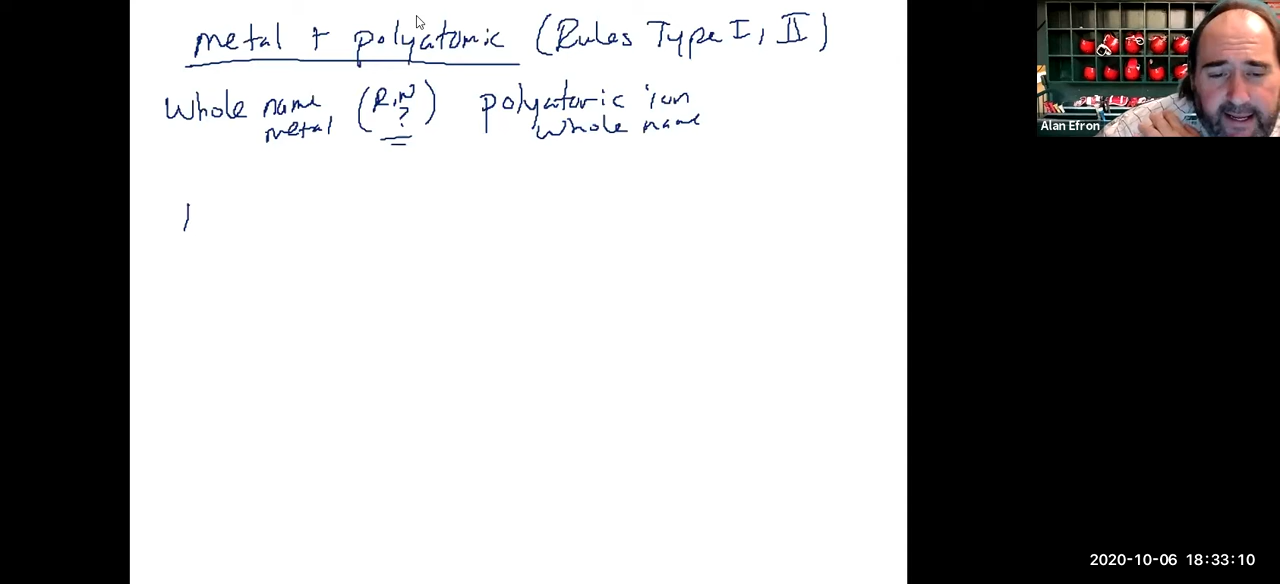 metal + polyatomic (Rules Type I, II)
Whole name (R.N polyatomic ion
metal ?) whole name
Alan Efron
2020-10-06 18:33:10